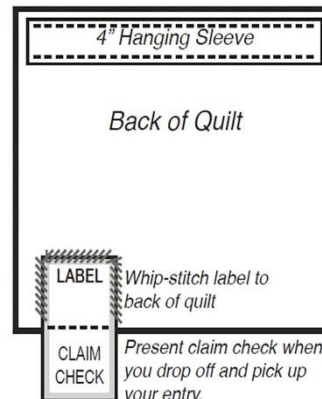 4" Hanging Sleeve
Back of Quilt
LABEL
Whip-stitch label to
back of quilt
CLAIM
CHECK
Present claim check when
you drop off and pick up
your entry.